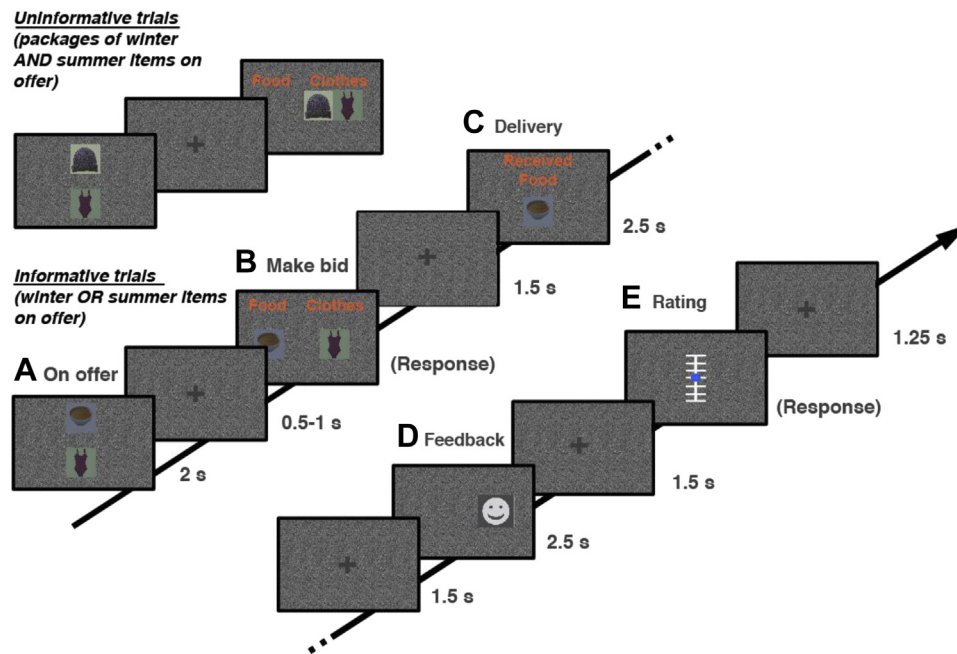 Uninformative trials
(packages of winter
AND summer items on
offer)
Food Clothes
Informative trials
(winter OR summer items
on offer)
A On offer
2 s
0.5-1 s
B Make bid
Food Clothes
(Response)
1.5 s
C Delivery
Received
Food
2.5 s
1.5 s
D Feedback
2.5 s
1.5 s
E Rating
(Response)
1.25 s